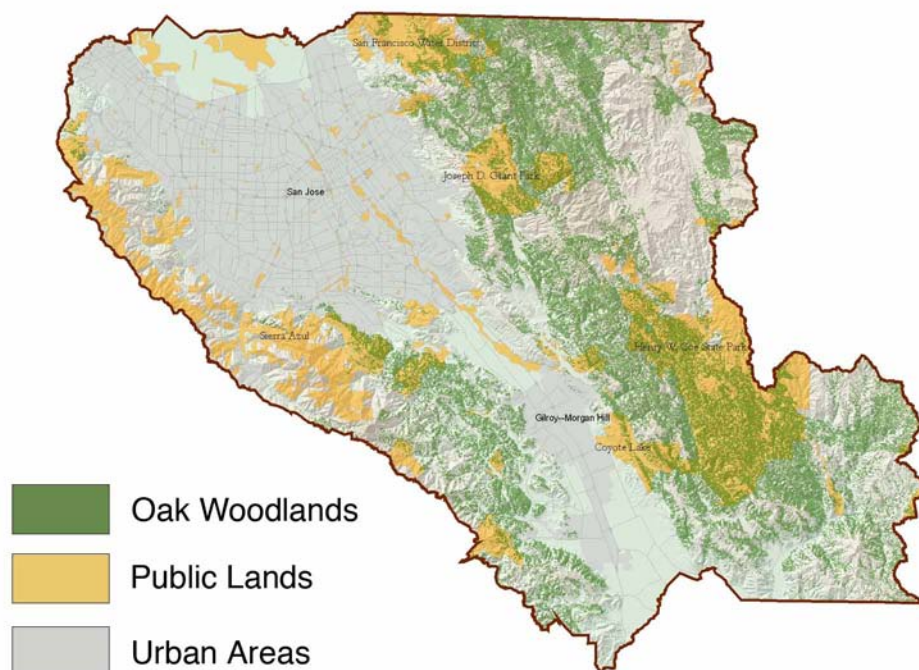 San Francisco Water District
Joseph D. Grant Park
San Jose
Sierra Azul
Henry W. Coe State Park
Gilroy--Morgan Hill
Coyote Lake
Oak Woodlands
Public Lands
Urban Areas